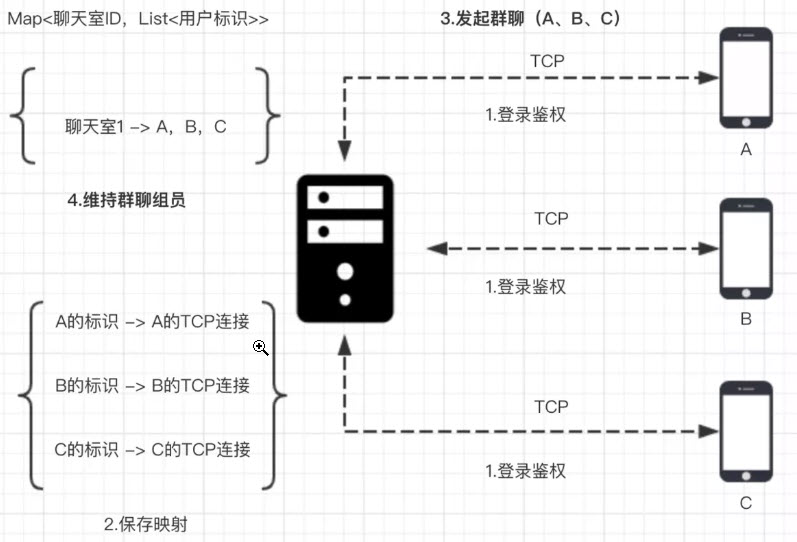 Map<聊天室ID，List<用户标识>>
3.发起群聊（A、B、C）
TCP
聊天室1 –> A，B，C
1.登录鉴权
A
4.维持群聊组员
TCP
1.登录鉴权
B
A的标识 –> A的TCP连接
B的标识 –> B的TCP连接
TCP
C的标识 –> C的TCP连接
1.登录鉴权
C
2.保存映射